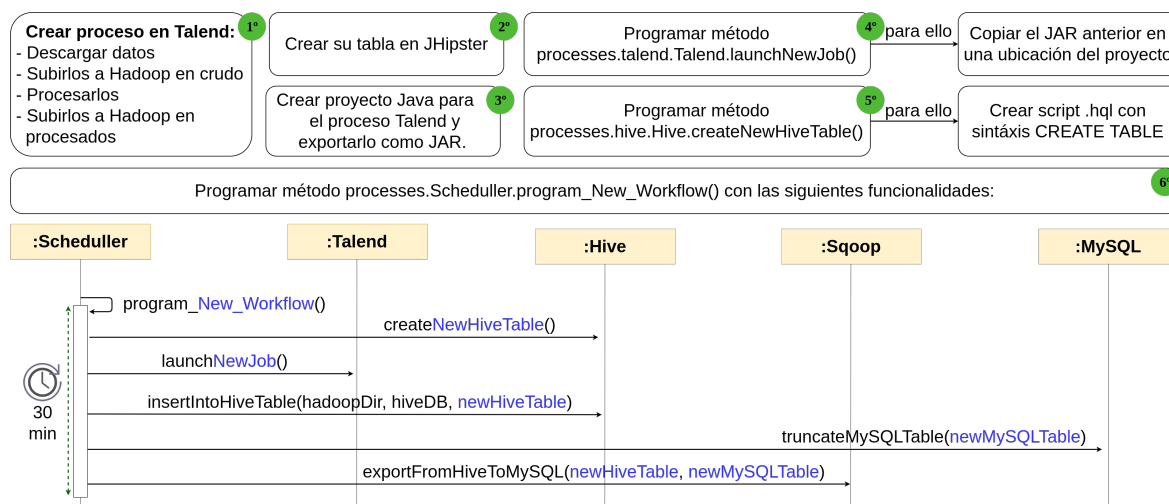 Crear proceso en Talend:
- Descargar datos
- Subirlos a Hadoop en crudo
- Procesarlos
- Subirlos a Hadoop en
procesados
1º
Crear su tabla en JHipster
2º
Crear proyecto Java para
el proceso Talend y
exportarlo como JAR.
3º
Programar método
processes.talend.Talend.launchNewJob()
4º
para ello
Copiar el JAR anterior en
una ubicación del proyecto
Programar método
processes.hive.Hive.createNewHiveTable()
5º
para ello
Crear script .hql con
sintáxis CREATE TABLE
Programar método processes.Scheduller.program_New_Workflow() con las siguientes funcionalidades:
6º
:Scheduller
:Talend
:Hive
:Sqoop
:MySQL
program_New_Workflow()
createNewHiveTable()
launchNewJob()
30
min
insertIntoHiveTable(hadoopDir, hiveDB, newHiveTable)
truncateMySQLTable(newMySQLTable)
exportFromHiveToMySQL(newHiveTable, newMySQLTable)